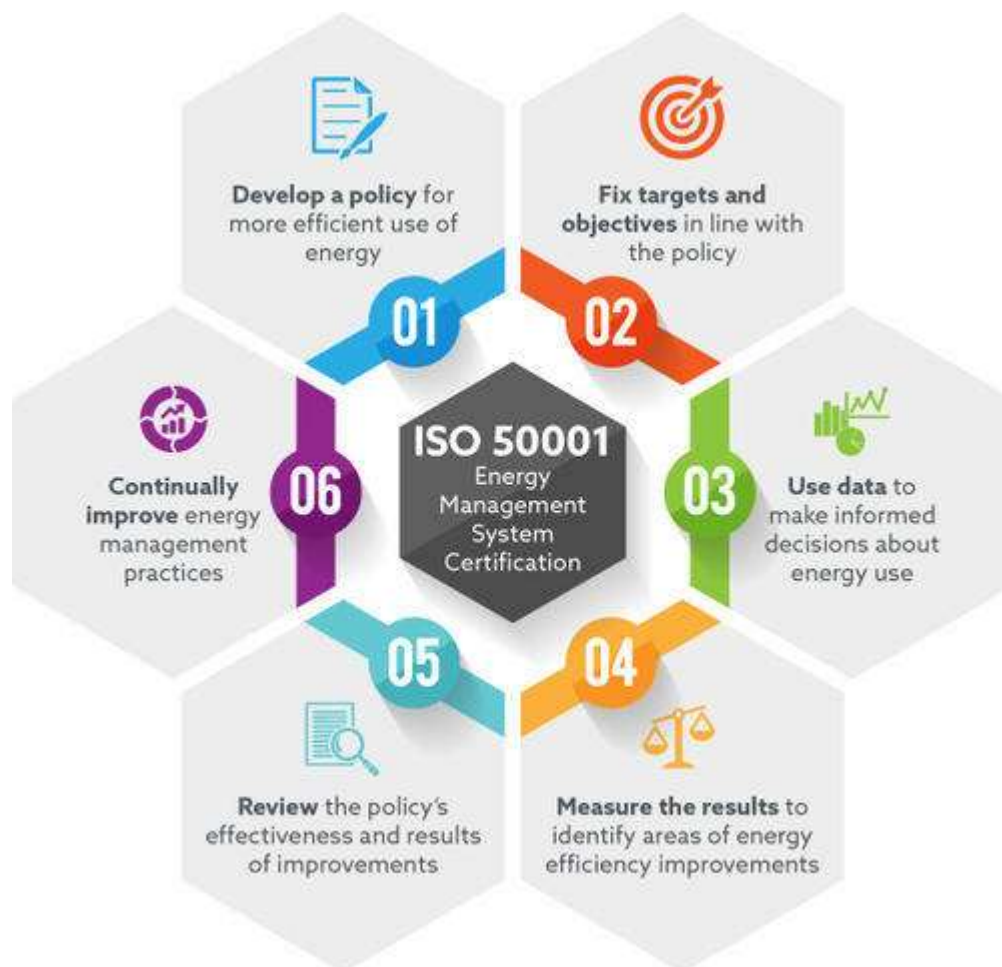 Develop a policy for
more efficient use of
energy
01
Fix targets and
objectives in line with
the policy
02
Use data to
make informed
decisions about
energy use
03
Measure the results to
identify areas of energy
efficiency improvements
04
Review the policy's
effectiveness and results
of improvements
05
Continually
improve energy
management
practices
06
ISO 50001
Energy
Management
System
Certification